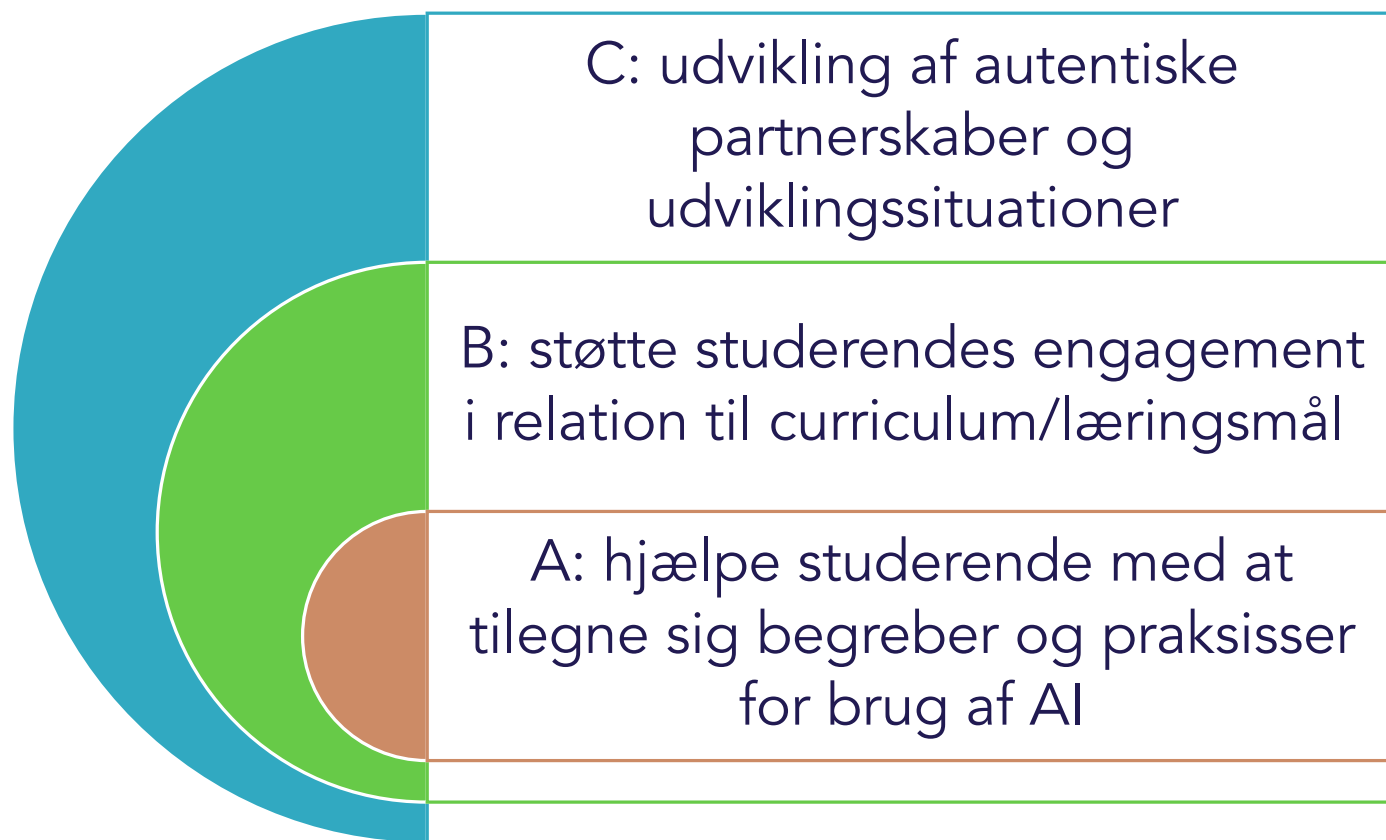 C: udvikling af autentiske
partnerskaber og
udviklingssituationer
B: støtte studerendes engagement
i relation til curriculum/læringsmål
A: hjælpe studerende med at
tilegne sig begreber og praksisser
for brug af AI